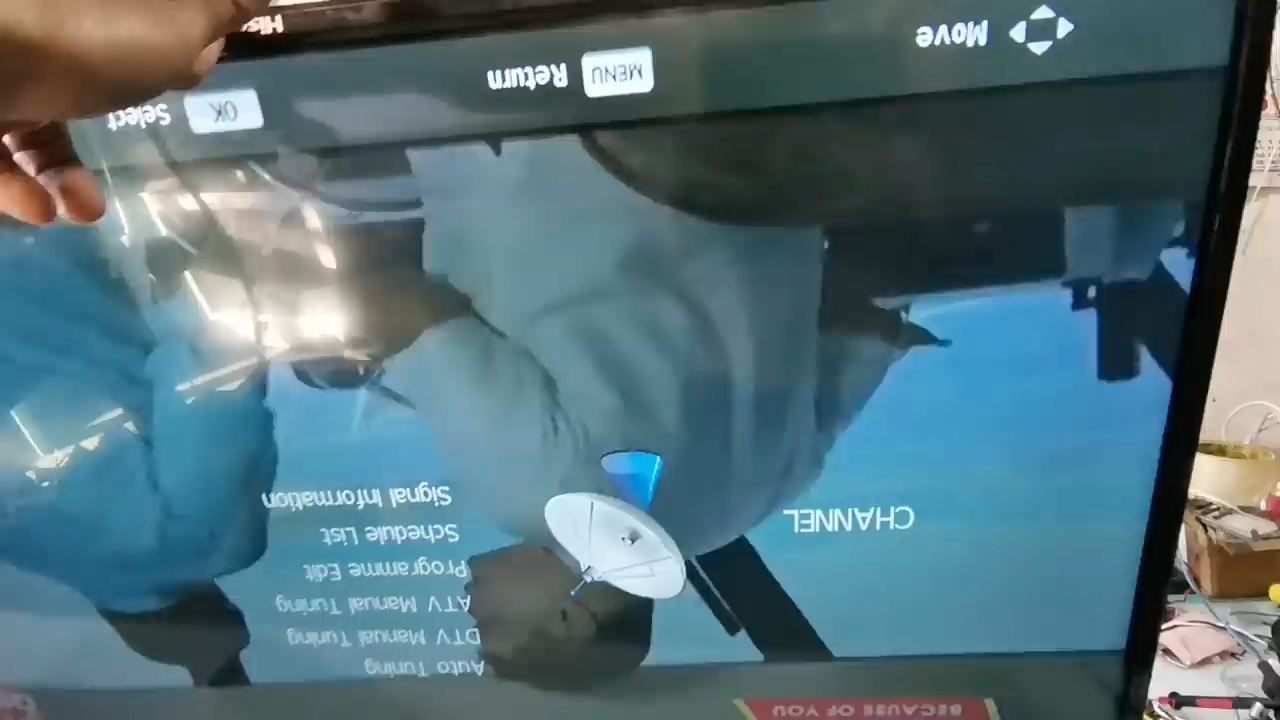 BECAUSE OF YOU
CHANNEL
Auto Tuning
DTV Manual Tuning
ATV Manual Tuning
Programme Edit
Schedule List
Signal Information
Move
MENU Return
OK Select